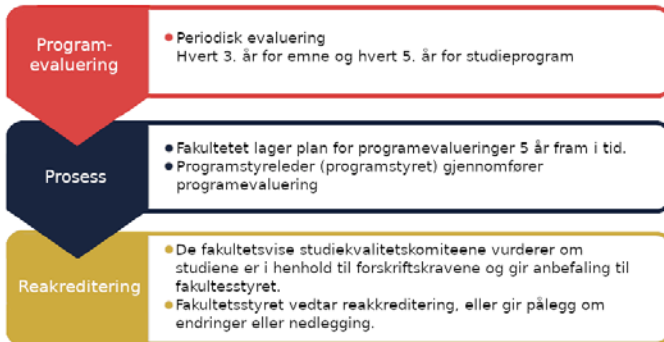 Program-
evaluering
Periodisk evaluering
Hvert 3. år for emne og hvert 5. år for studieprogram
Prosess
Fakultetet lager plan for programevalueringer 5 år fram i tid.
Programstyreleder (programstyret) gjennomfører
programevaluering
Reakreditering
De fakultetsvise studiekvalitetskomiteene vurderer om
studiene er i henhold til forskriftskravene og gir anbefaling til
fakultesstyret.
Fakultetsstyret vedtar reakkreditering, eller gir pålegg om
endringer eller nedlegging.